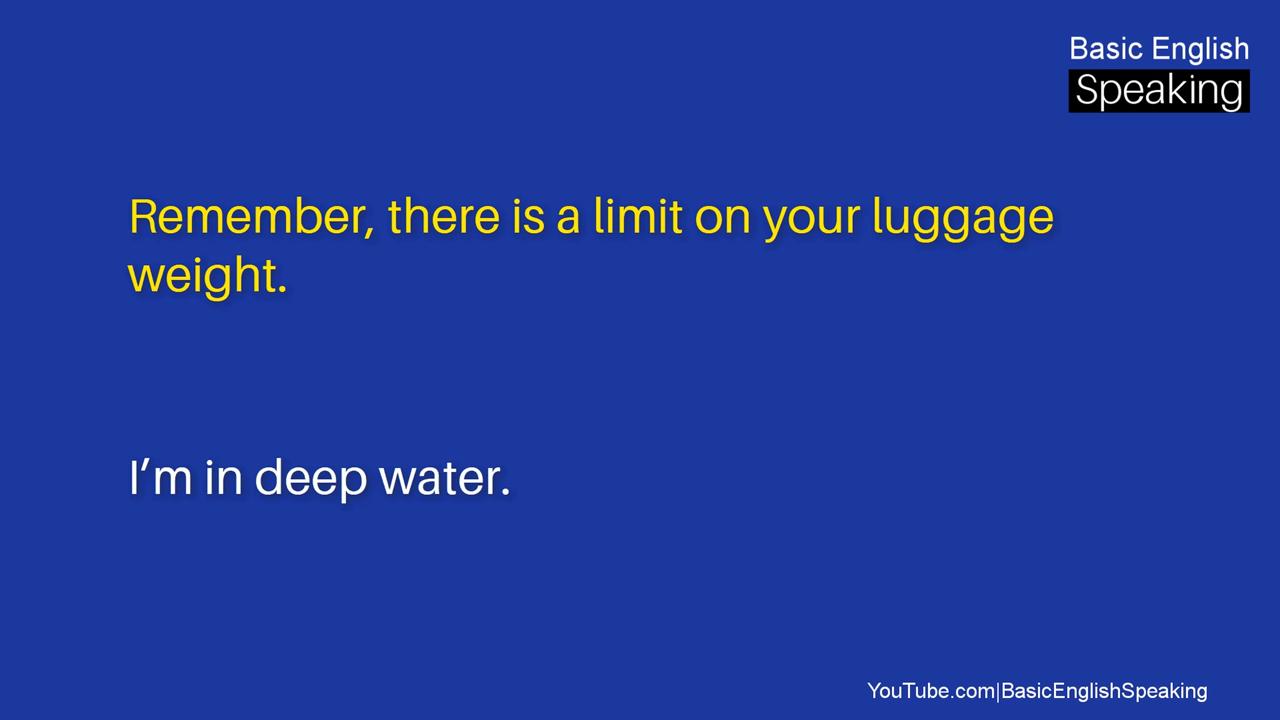 Basic English
Speaking
Remember, there is a limit on your luggage
weight.
I’m in deep water.
YouTube.com|BasicEnglishSpeaking